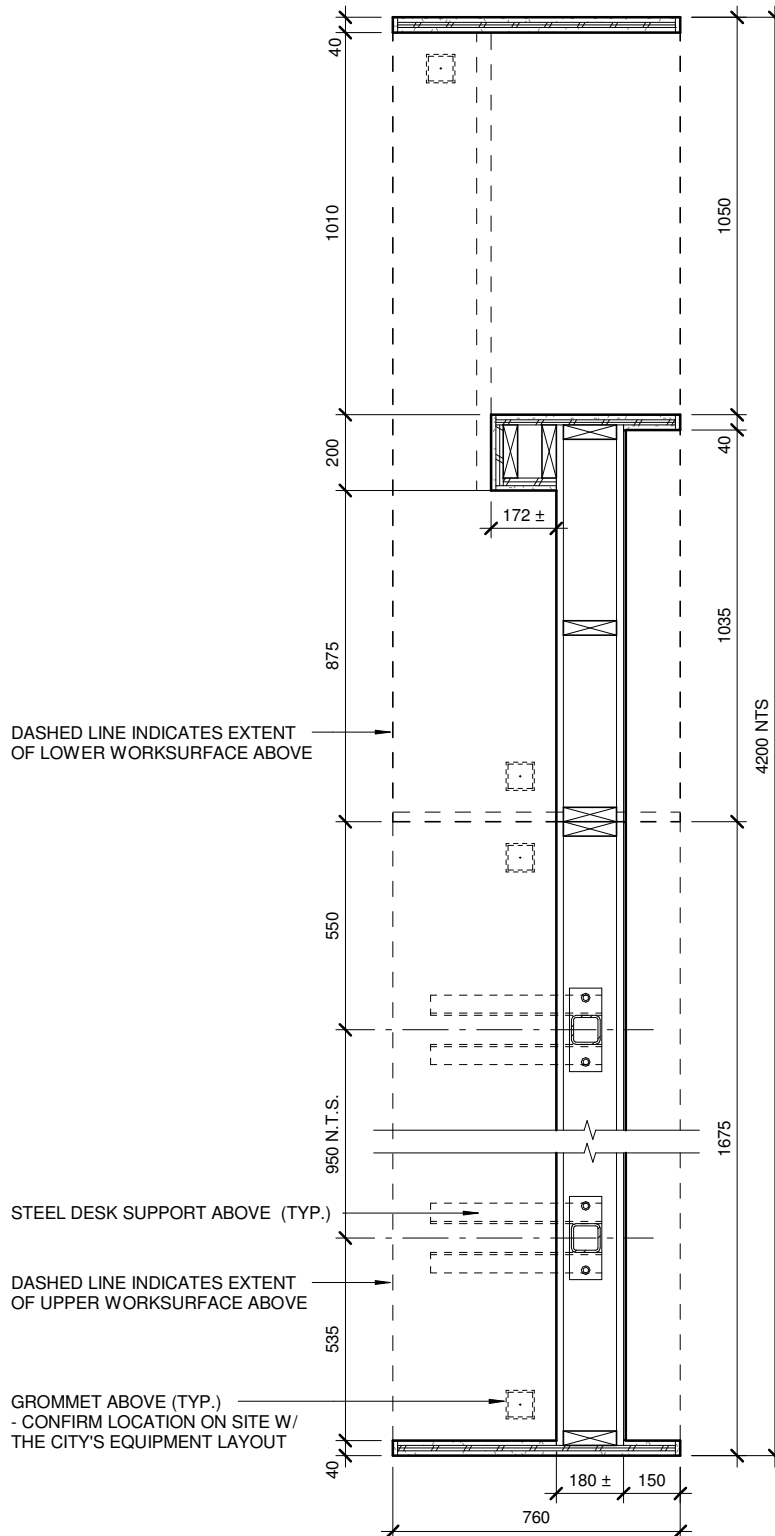 40
1010
1050
200
40
172 ±
875
1035
4200 NTS
DASHED LINE INDICATES EXTENT
OF LOWER WORKSURFACE ABOVE
550
950 N.T.S.
1675
STEEL DESK SUPPORT ABOVE (TYP.)
DASHED LINE INDICATES EXTENT
OF UPPER WORKSURFACE ABOVE
535
GROMMET ABOVE (TYP.)
- CONFIRM LOCATION ON SITE W/
THE CITY'S EQUIPMENT LAYOUT
40
180 ±
150
760